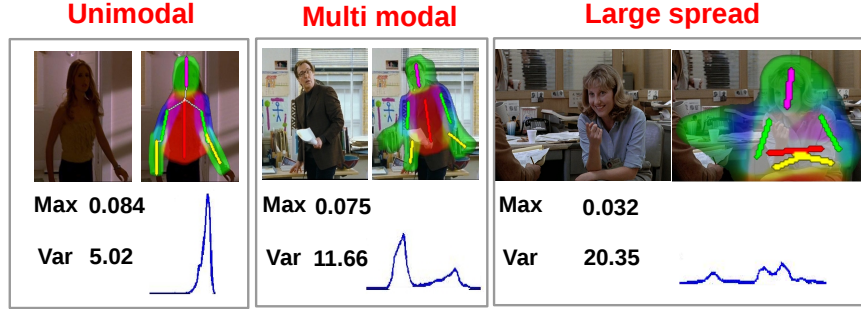 Unimodal
Multi modal
Large spread
Max 0.084
Var 5.02
Max 0.075
Var 11.66
Max 0.032
Var 20.35